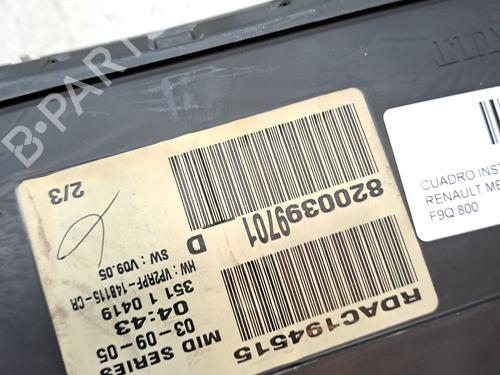 B-PARTS
RDAC194515
MID SERIES
03-09-05
04:43
351 1 0419
HW : VP2RPF-14B115-CR
SW : V09.05
8200399701
D
2/3
CUADRO INST
RENAULT ME
F9Q 800